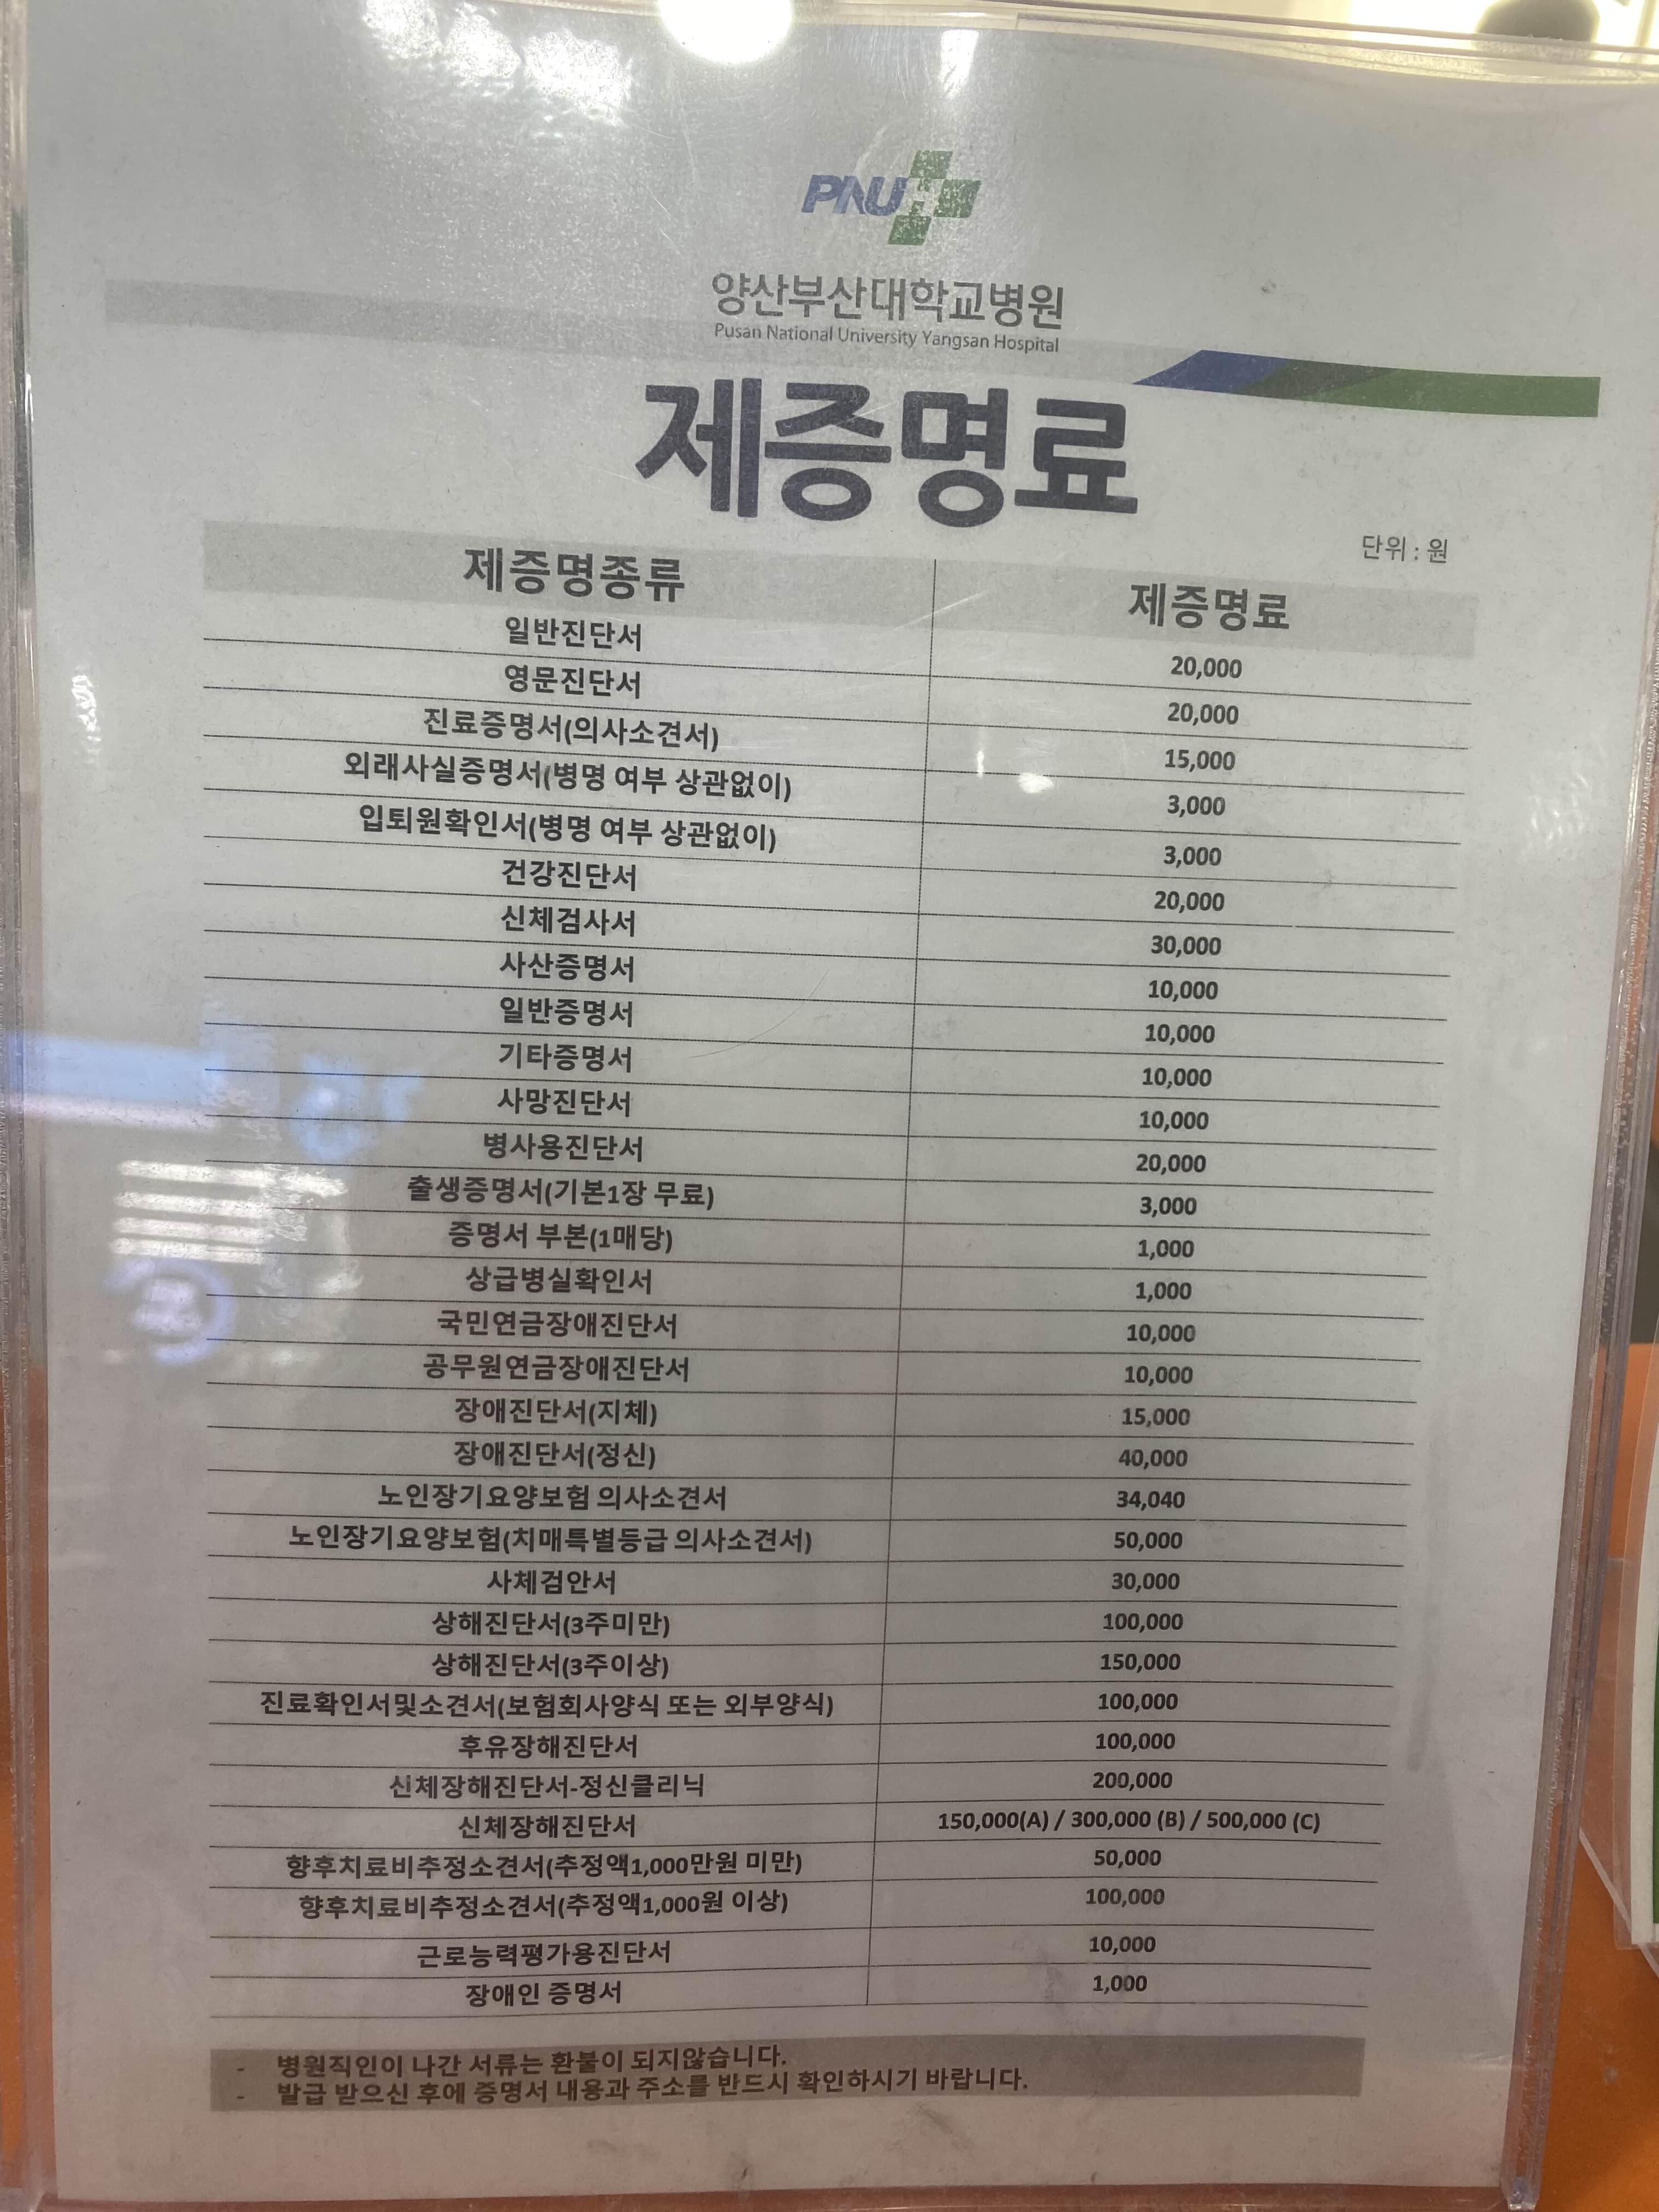 PNUH
양산부산대학교병원
Pusan National University Yangsan Hospital
제증명료
단위 : 원
제증명종류 제증명료
일반진단서 20,000
영문진단서 20,000
진료증명서(의사소견서) 15,000
외래사실증명서(병명 여부 상관없이) 3,000
입퇴원확인서(병명 여부 상관없이) 3,000
건강진단서 20,000
신체검사서 30,000
사산증명서 10,000
일반증명서 10,000
기타증명서 10,000
사망진단서 10,000
병사용진단서 20,000
출생증명서(기본1장 무료) 3,000
증명서 부본(1매당) 1,000
상급병실확인서 1,000
국민연금장애진단서 10,000
공무원연금장애진단서 10,000
장애진단서(지체) 15,000
장애진단서(정신) 40,000
노인장기요양보험 의사소견서 34,040
노인장기요양보험(치매특별등급 의사소견서) 50,000
사체검안서 30,000
상해진단서(3주미만) 100,000
상해진단서(3주이상) 150,000
진료확인서및소견서(보험회사양식 또는 외부양식) 100,000
후유장해진단서 100,000
신체장해진단서-정신클리닉 200,000
신체장해진단서 150,000(A) / 300,000 (B) / 500,000 (C)
향후치료비추정소견서(추정액1,000만원 미만) 50,000
향후치료비추정소견서(추정액1,000원 이상) 100,000
근로능력평가용진단서 10,000
장애인 증명서 1,000
- 병원직인이 나간 서류는 환불이 되지않습니다.
- 발급 받으신 후에 증명서 내용과 주소를 반드시 확인하시기 바랍니다.